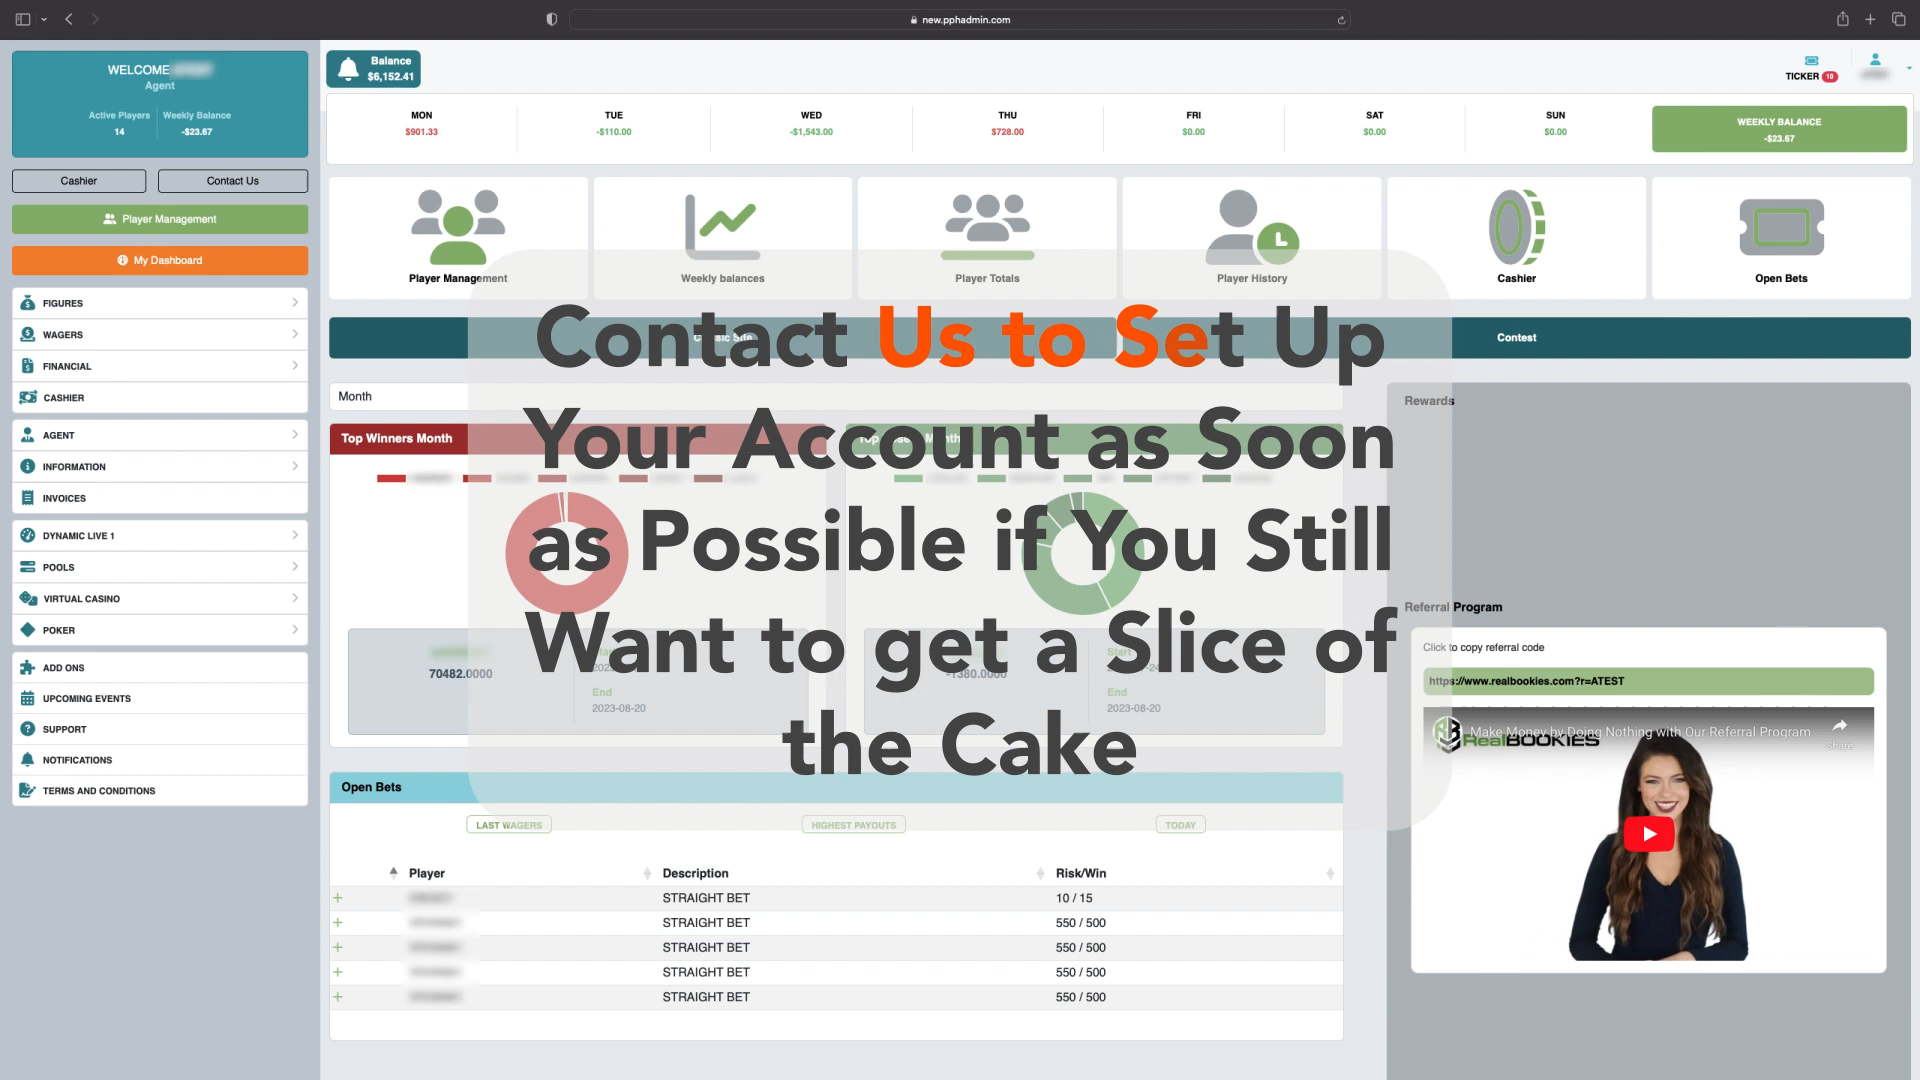 new.pphadmin.com
WELCOME
Agent
Active Players
14
Weekly Balance
-$23.67
Balance
$6,152.41
TICKER 10
MON
$901.33
TUE
-$110.00
WED
-$1,543.00
THU
$728.00
FRI
$0.00
SAT
$0.00
SUN
$0.00
WEEKLY BALANCE
-$23.67
Cashier
Contact Us
Player Management
My Dashboard
FIGURES
WAGERS
FINANCIAL
CASHIER
AGENT
INFORMATION
INVOICES
DYNAMIC LIVE 1
POOLS
VIRTUAL CASINO
POKER
ADD ONS
UPCOMING EVENTS
SUPPORT
NOTIFICATIONS
TERMS AND CONDITIONS
Player Management
Weekly balances
Player Totals
Player History
Cashier
Open Bets
Contest
Contact Us to Set Up
Your Account as Soon
as Possible if You Still
Want to get a Slice of
the Cake
Month
Top Winners Month
70482.0000
End
2023-08-20
-1380.0000
Start
End
2023-08-20
Rewards
Referral Program
Click to copy referral code
https://www.realbookies.com?r=ATEST
Make Money by Doing Nothing with Our Referral Program
Share
RealBOOKIES
Open Bets
LAST WAGERS
HIGHEST PAYOUTS
TODAY
Player Description Risk/Win
STRAIGHT BET 10 / 15
STRAIGHT BET 550 / 500
STRAIGHT BET 550 / 500
STRAIGHT BET 550 / 500
STRAIGHT BET 550 / 500